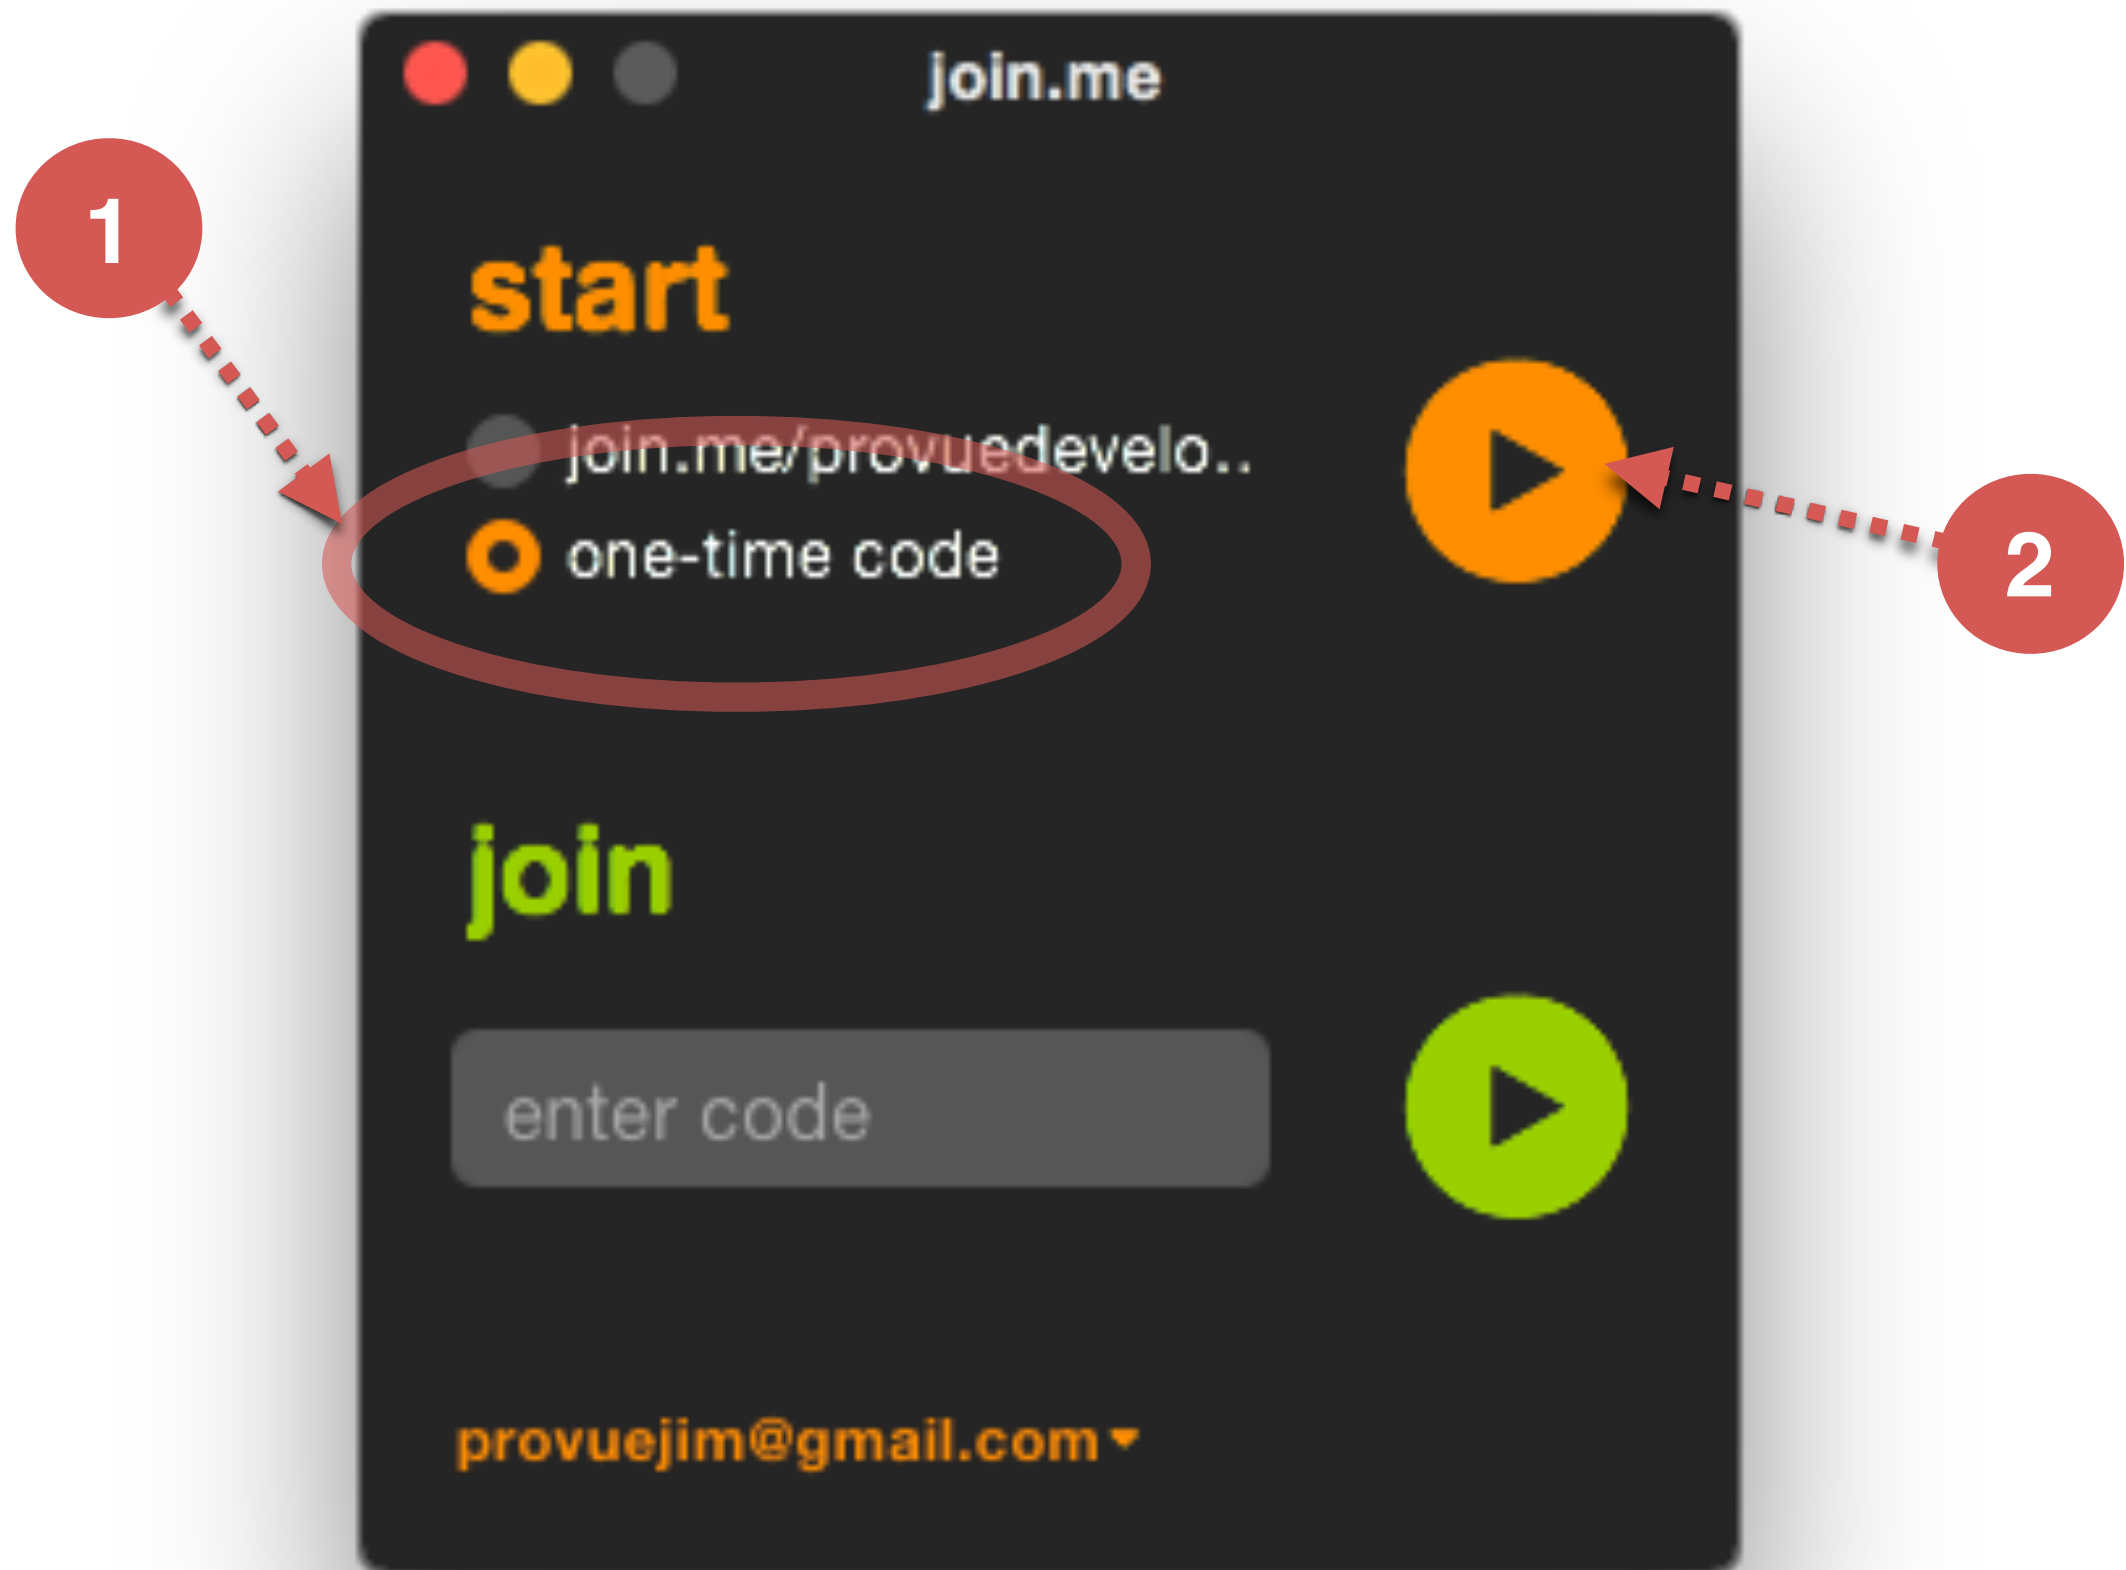 join.me
1
start
join.me/provuedevelo..
one-time code
2
join
enter code
provuejim@gmail.com